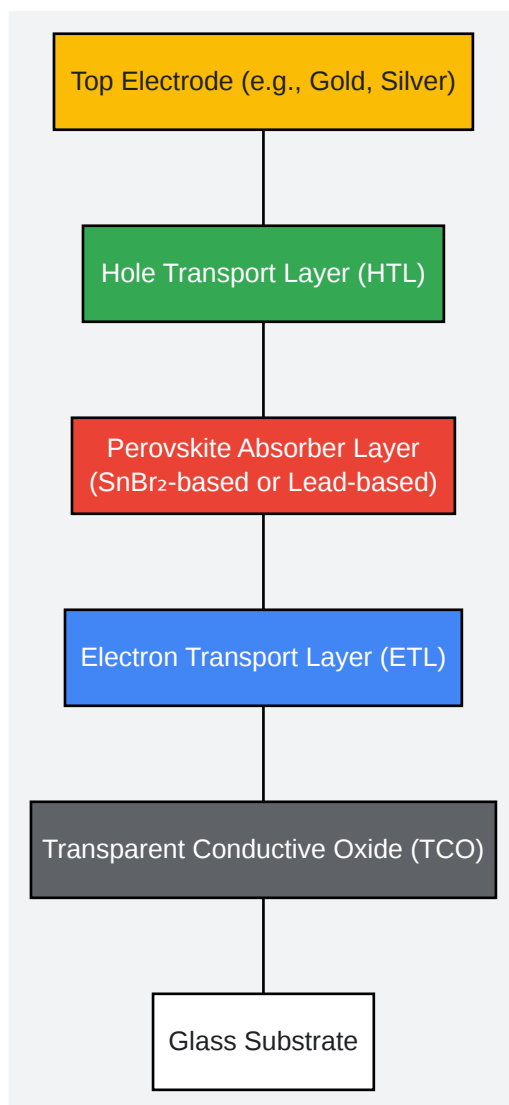 Top Electrode (e.g., Gold, Silver)
Hole Transport Layer (HTL)
Perovskite Absorber Layer
(SnBr₂-based or Lead-based)
Electron Transport Layer (ETL)
Transparent Conductive Oxide (TCO)
Glass Substrate